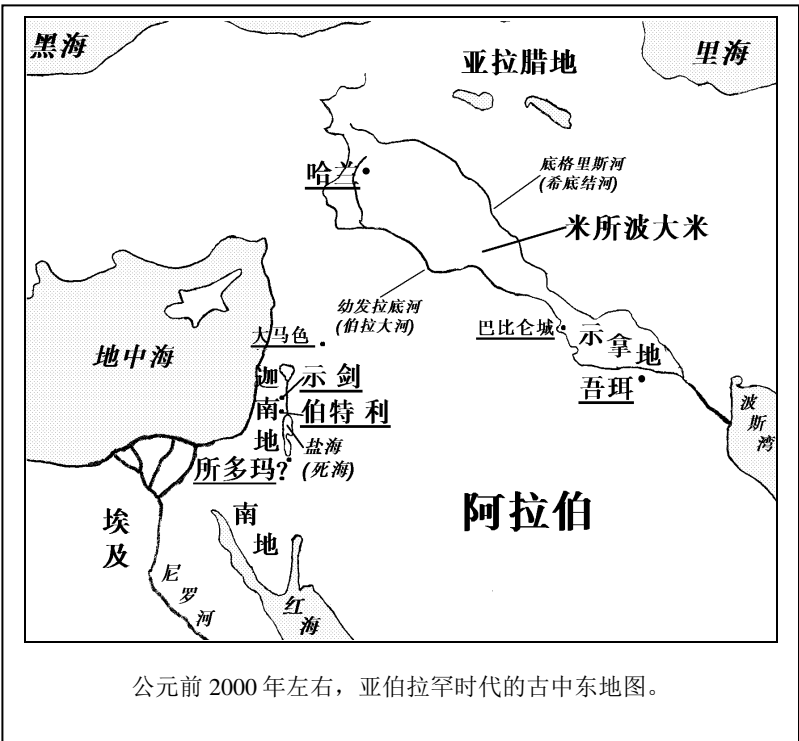 黑海
亚拉腊地
里海
哈兰
底格里斯河
(希底结河)
米所波大米
幼发拉底河
(伯拉大河)
大马色
巴比仑城
示拿地
地中海
迦南地
示剑
伯特利
吾珥
波斯湾
盐海
(死海)
所多玛?
埃及
南地
阿拉伯
尼罗河
红海
公元前 2000 年左右，亚伯拉罕时代的古中东地图。